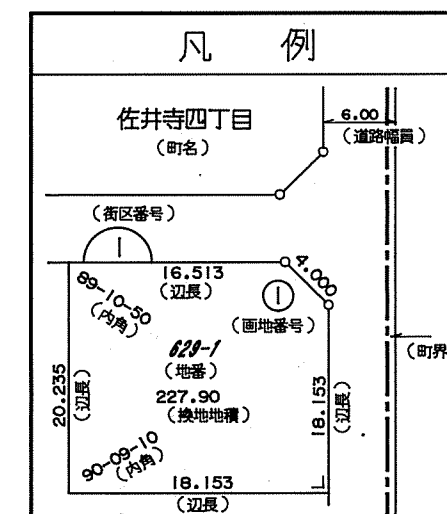 凡例
佐井寺四丁目
(町名)
6.00
(道路幅員)
(街区番号)
1
16.513
(辺長)
4.000
1
(画地番号)
89-10-50
(内角)
629-1
(地番)
227.90
(換地地積)
20.235
(辺長)
18.153
(辺長)
(町界
90-09-10
(内角)
18.153
(辺長)